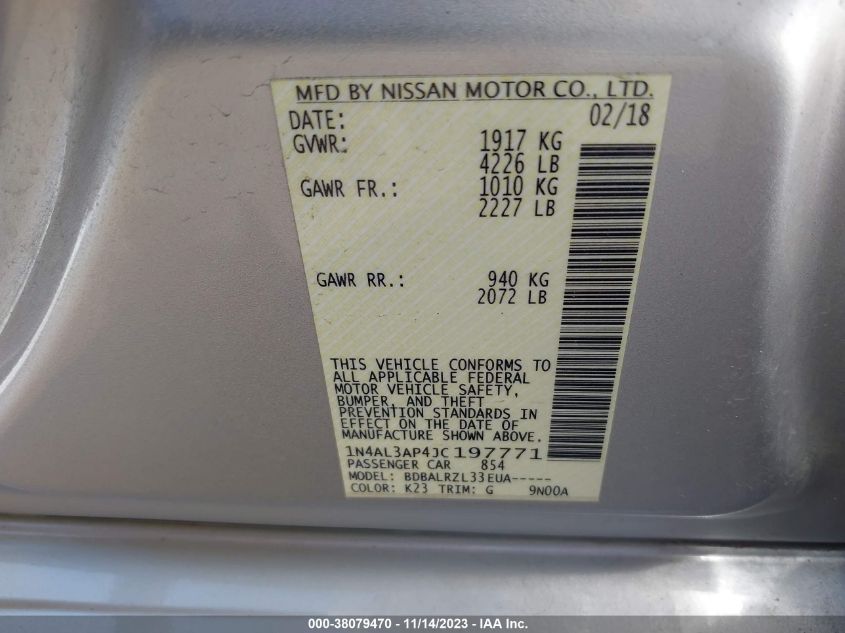 MFD BY NISSAN MOTOR CO., LTD.
DATE: 02/18
GVWR: 1917 KG
4226 LB
GAWR FR.: 1010 KG
2227 LB
GAWR RR.: 940 KG
2072 LB
THIS VEHICLE CONFORMS TO
ALL APPLICABLE FEDERAL
MOTOR VEHICLE SAFETY,
BUMPER, AND THEFT
PREVENTION STANDARDS IN
EFFECT ON THE DATE OF
MANUFACTURE SHOWN ABOVE.
1N4AL3AP4JC197771
PASSENGER CAR 854
MODEL: BDBALRZL33EUA-----
COLOR: K23 TRIM: G 9N00A
000-38079470 - 11/14/2023 - IAA Inc.